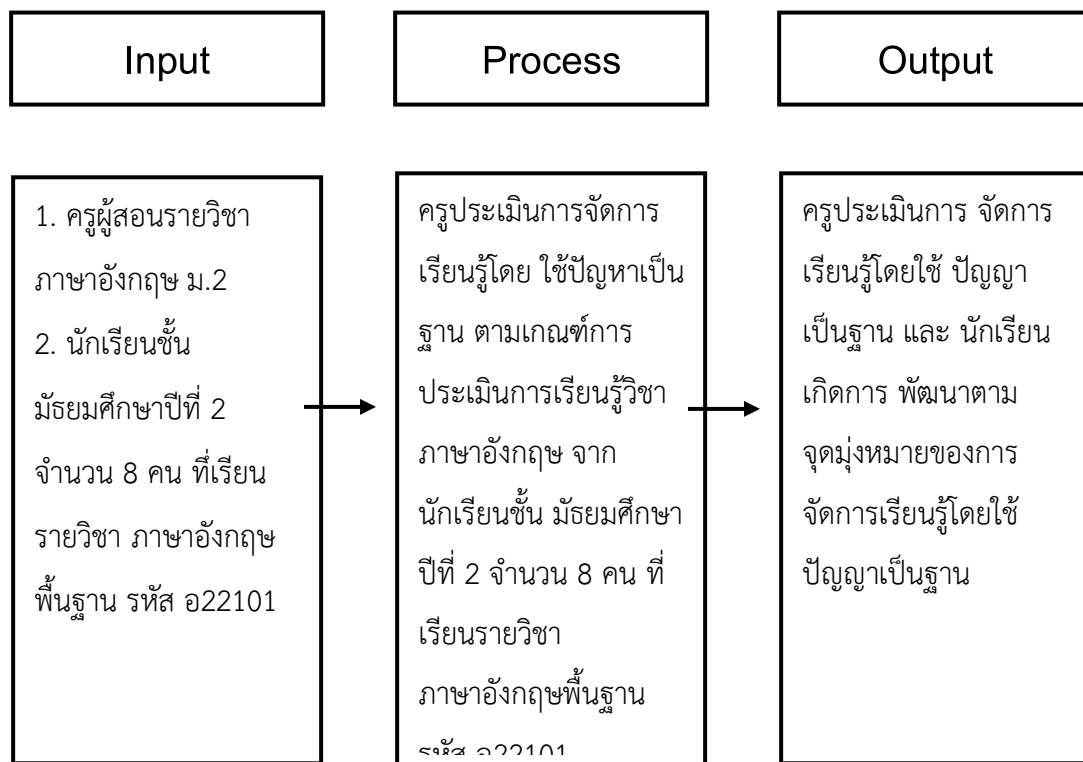 Input
Process
Output
1. ครูผู้สอนรายวิชา
ภาษาอังกฤษ ม.2
2. นักเรียนชั้น
มัธยมศึกษาปีที่ 2
จำนวน 8 คน ที่เรียน
รายวิชา ภาษาอังกฤษ
พื้นฐาน รหัส อ22101
ครูประเมินการจัดการ
เรียนรู้โดย ใช้ปัญหาเป็น
ฐาน ตามเกณฑ์การ
ประเมินการเรียนรู้วิชา
ภาษาอังกฤษ จาก
นักเรียนชั้น มัธยมศึกษา
ปีที่ 2 จำนวน 8 คน ที่
เรียนรายวิชา
ภาษาอังกฤษพื้นฐาน
รหัส อ22101
ครูประเมินการ จัดการ
เรียนรู้โดยใช้ ปัญญา
เป็นฐาน และ นักเรียน
เกิดการ พัฒนาตาม
จุดมุ่งหมายของการ
จัดการเรียนรู้โดยใช้
ปัญญาเป็นฐาน